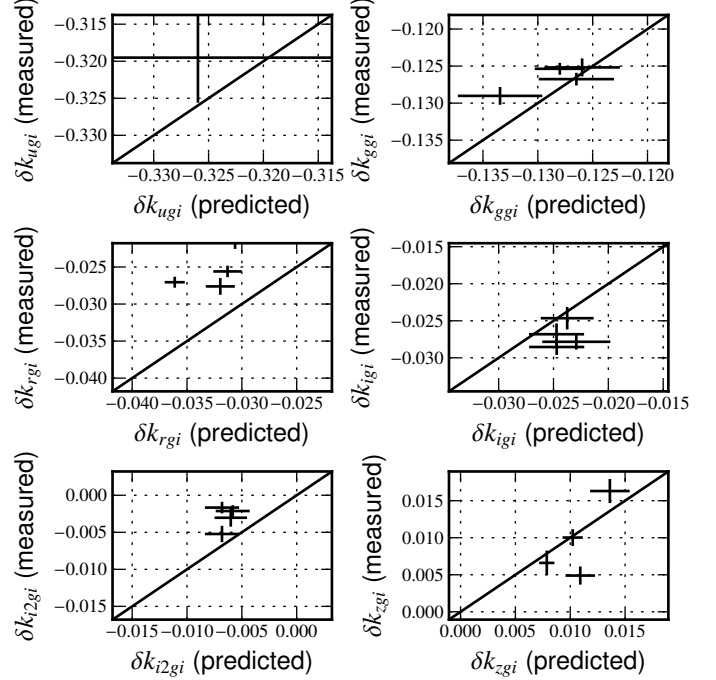 −0.315
−0.320
−0.325
−0.330
δk_ugi (measured)
−0.330 −0.325 −0.320 −0.315
δk_ugi (predicted)
−0.120
−0.125
−0.130
−0.135
δk_ggi (measured)
−0.135 −0.130 −0.125 −0.120
δk_ggi (predicted)
−0.025
−0.030
−0.035
−0.040
δk_rgi (measured)
−0.040 −0.035 −0.030 −0.025
δk_rgi (predicted)
−0.015
−0.020
−0.025
−0.030
δk_igi (measured)
−0.030 −0.025 −0.020 −0.015
δk_igi (predicted)
0.000
−0.005
−0.010
−0.015
δk_i2gi (measured)
−0.015 −0.010 −0.005 0.000
δk_i2gi (predicted)
0.015
0.010
0.005
0.000
δk_zgi (measured)
0.000 0.005 0.010 0.015
δk_zgi (predicted)